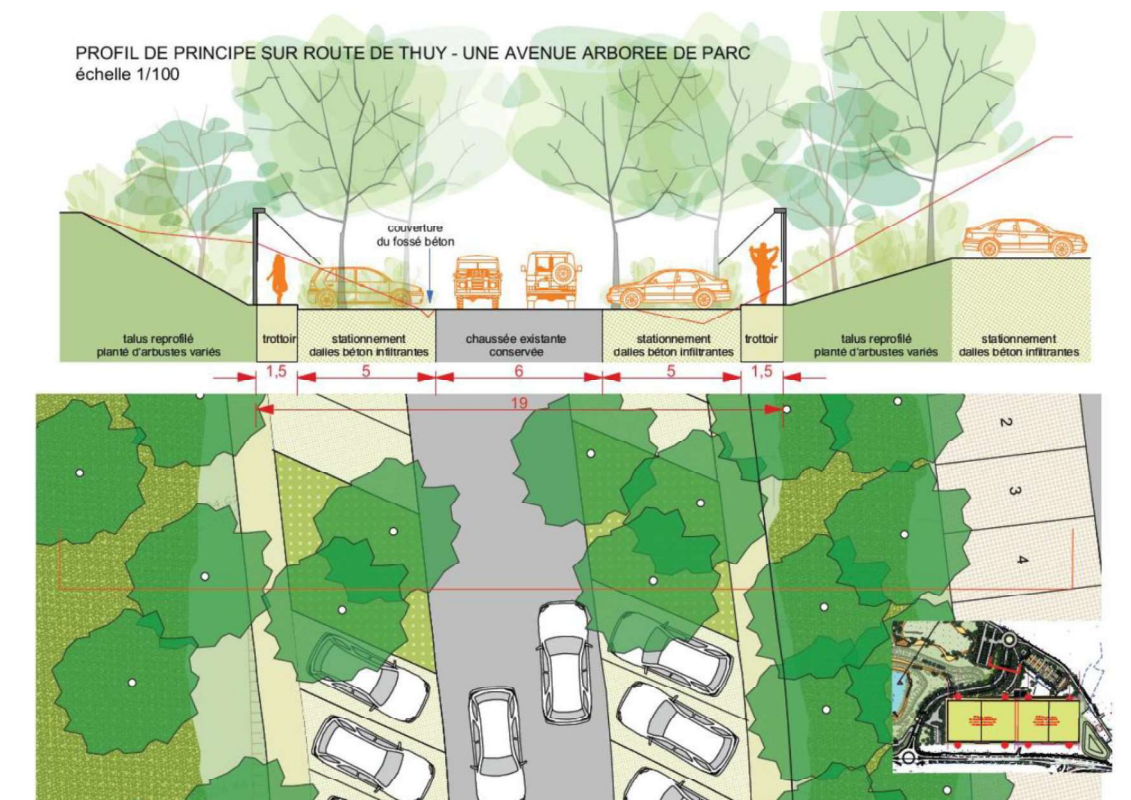 PROFIL DE PRINCIPE SUR ROUTE DE THUY - UNE AVENUE ARBOREE DE PARC
échelle 1/100
couverture
du fossé béton
talus reprofilé
planté d'arbustes variés
trottoir
stationnement
dalles béton infiltrantes
chaussée existante
conservée
stationnement
dalles béton infiltrantes
trottoir
talus reprofilé
planté d'arbustes variés
stationnement
dalles béton infiltrantes
1,5
5
6
5
1,5
19
2
3
4